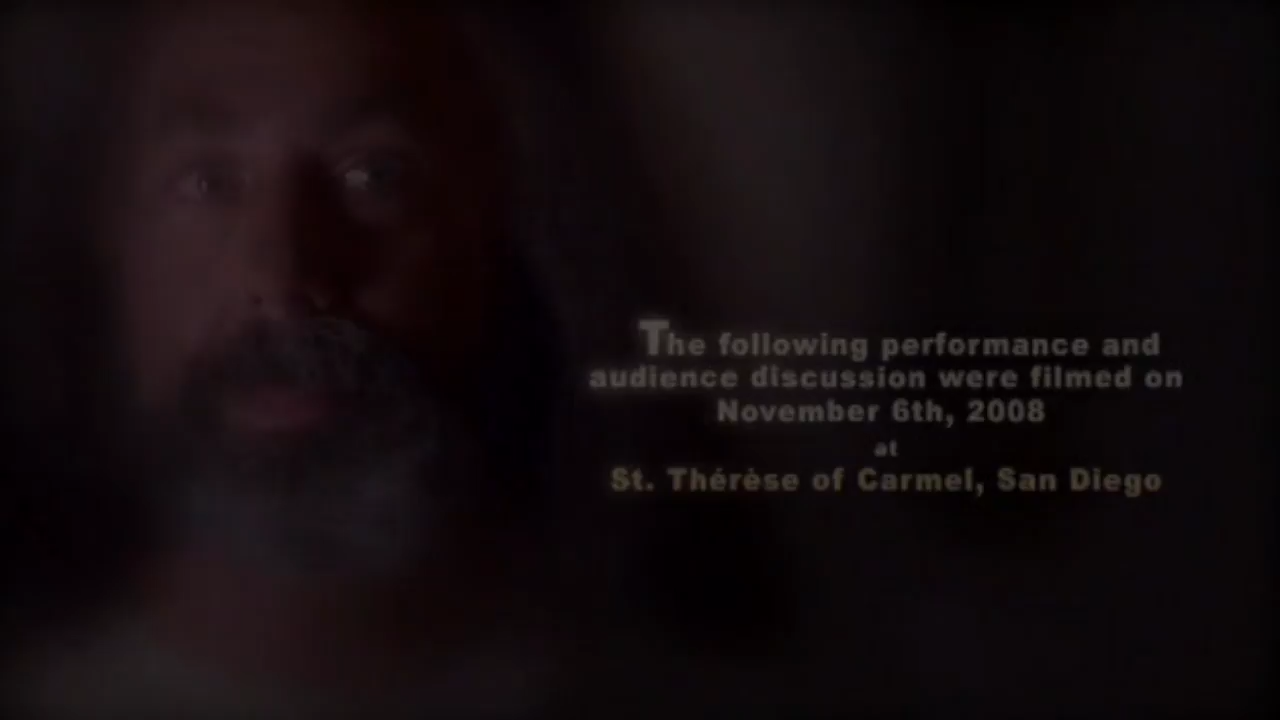 The following performance and
audience discussion were filmed on
November 6th, 2008
at
St. Thérèse of Carmel, San Diego